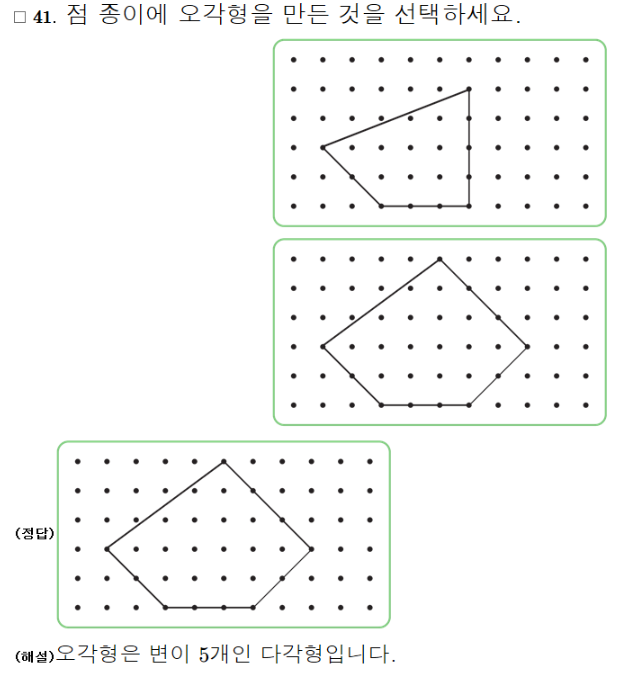 □ 41. 점 종이에 오각형을 만든 것을 선택하세요.
(정답)
(해설)오각형은 변이 5개인 다각형입니다.